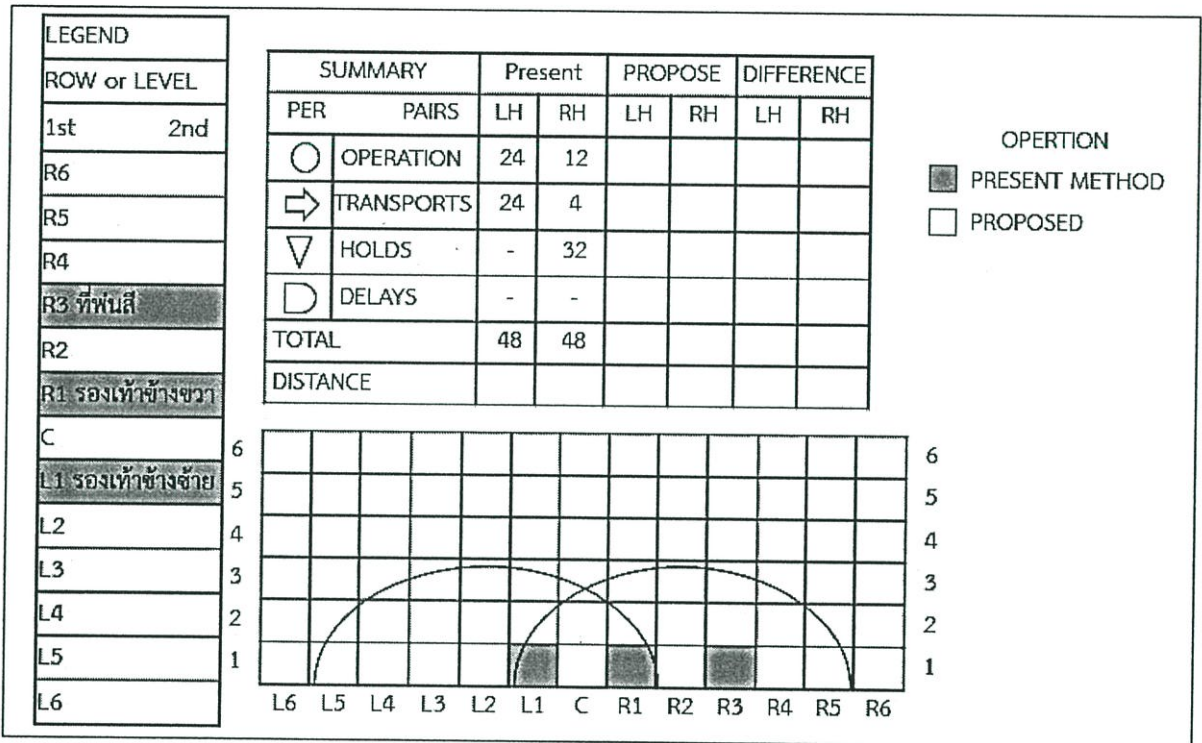 LEGEND
ROW or LEVEL
1st 2nd
R6
R5
R4
R3 ที่พ่นสี
R2
R1 รองเท้าข้างขวา
C
L1 รองเท้าข้างซ้าย
L2
L3
L4
L5
L6
SUMMARY Present PROPOSE DIFFERENCE
PER PAIRS LH RH LH RH LH RH
OPERATION 24 12
TRANSPORTS 24 4
HOLDS - 32
DELAYS - -
TOTAL 48 48
DISTANCE
OPERTION
PRESENT METHOD
PROPOSED
6 6
5 5
4 4
3 3
2 2
1 1
L6 L5 L4 L3 L2 L1 C R1 R2 R3 R4 R5 R6